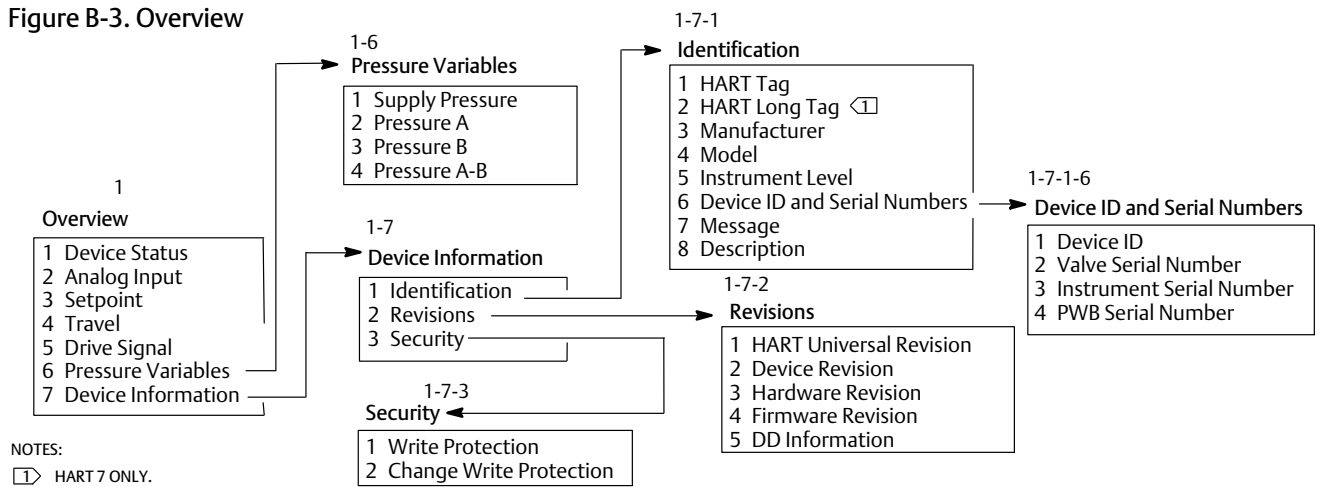 Figure B-3. Overview
1
Overview
1 Device Status
2 Analog Input
3 Setpoint
4 Travel
5 Drive Signal
6 Pressure Variables
7 Device Information
1-6
Pressure Variables
1 Supply Pressure
2 Pressure A
3 Pressure B
4 Pressure A-B
1-7
Device Information
1 Identification
2 Revisions
3 Security
1-7-3
Security
1 Write Protection
2 Change Write Protection
1-7-1
Identification
1 HART Tag
2 HART Long Tag 1
3 Manufacturer
4 Model
5 Instrument Level
6 Device ID and Serial Numbers
7 Message
8 Description
1-7-2
Revisions
1 HART Universal Revision
2 Device Revision
3 Hardware Revision
4 Firmware Revision
5 DD Information
1-7-1-6
Device ID and Serial Numbers
1 Device ID
2 Valve Serial Number
3 Instrument Serial Number
4 PWB Serial Number
NOTES:
1 HART 7 ONLY.